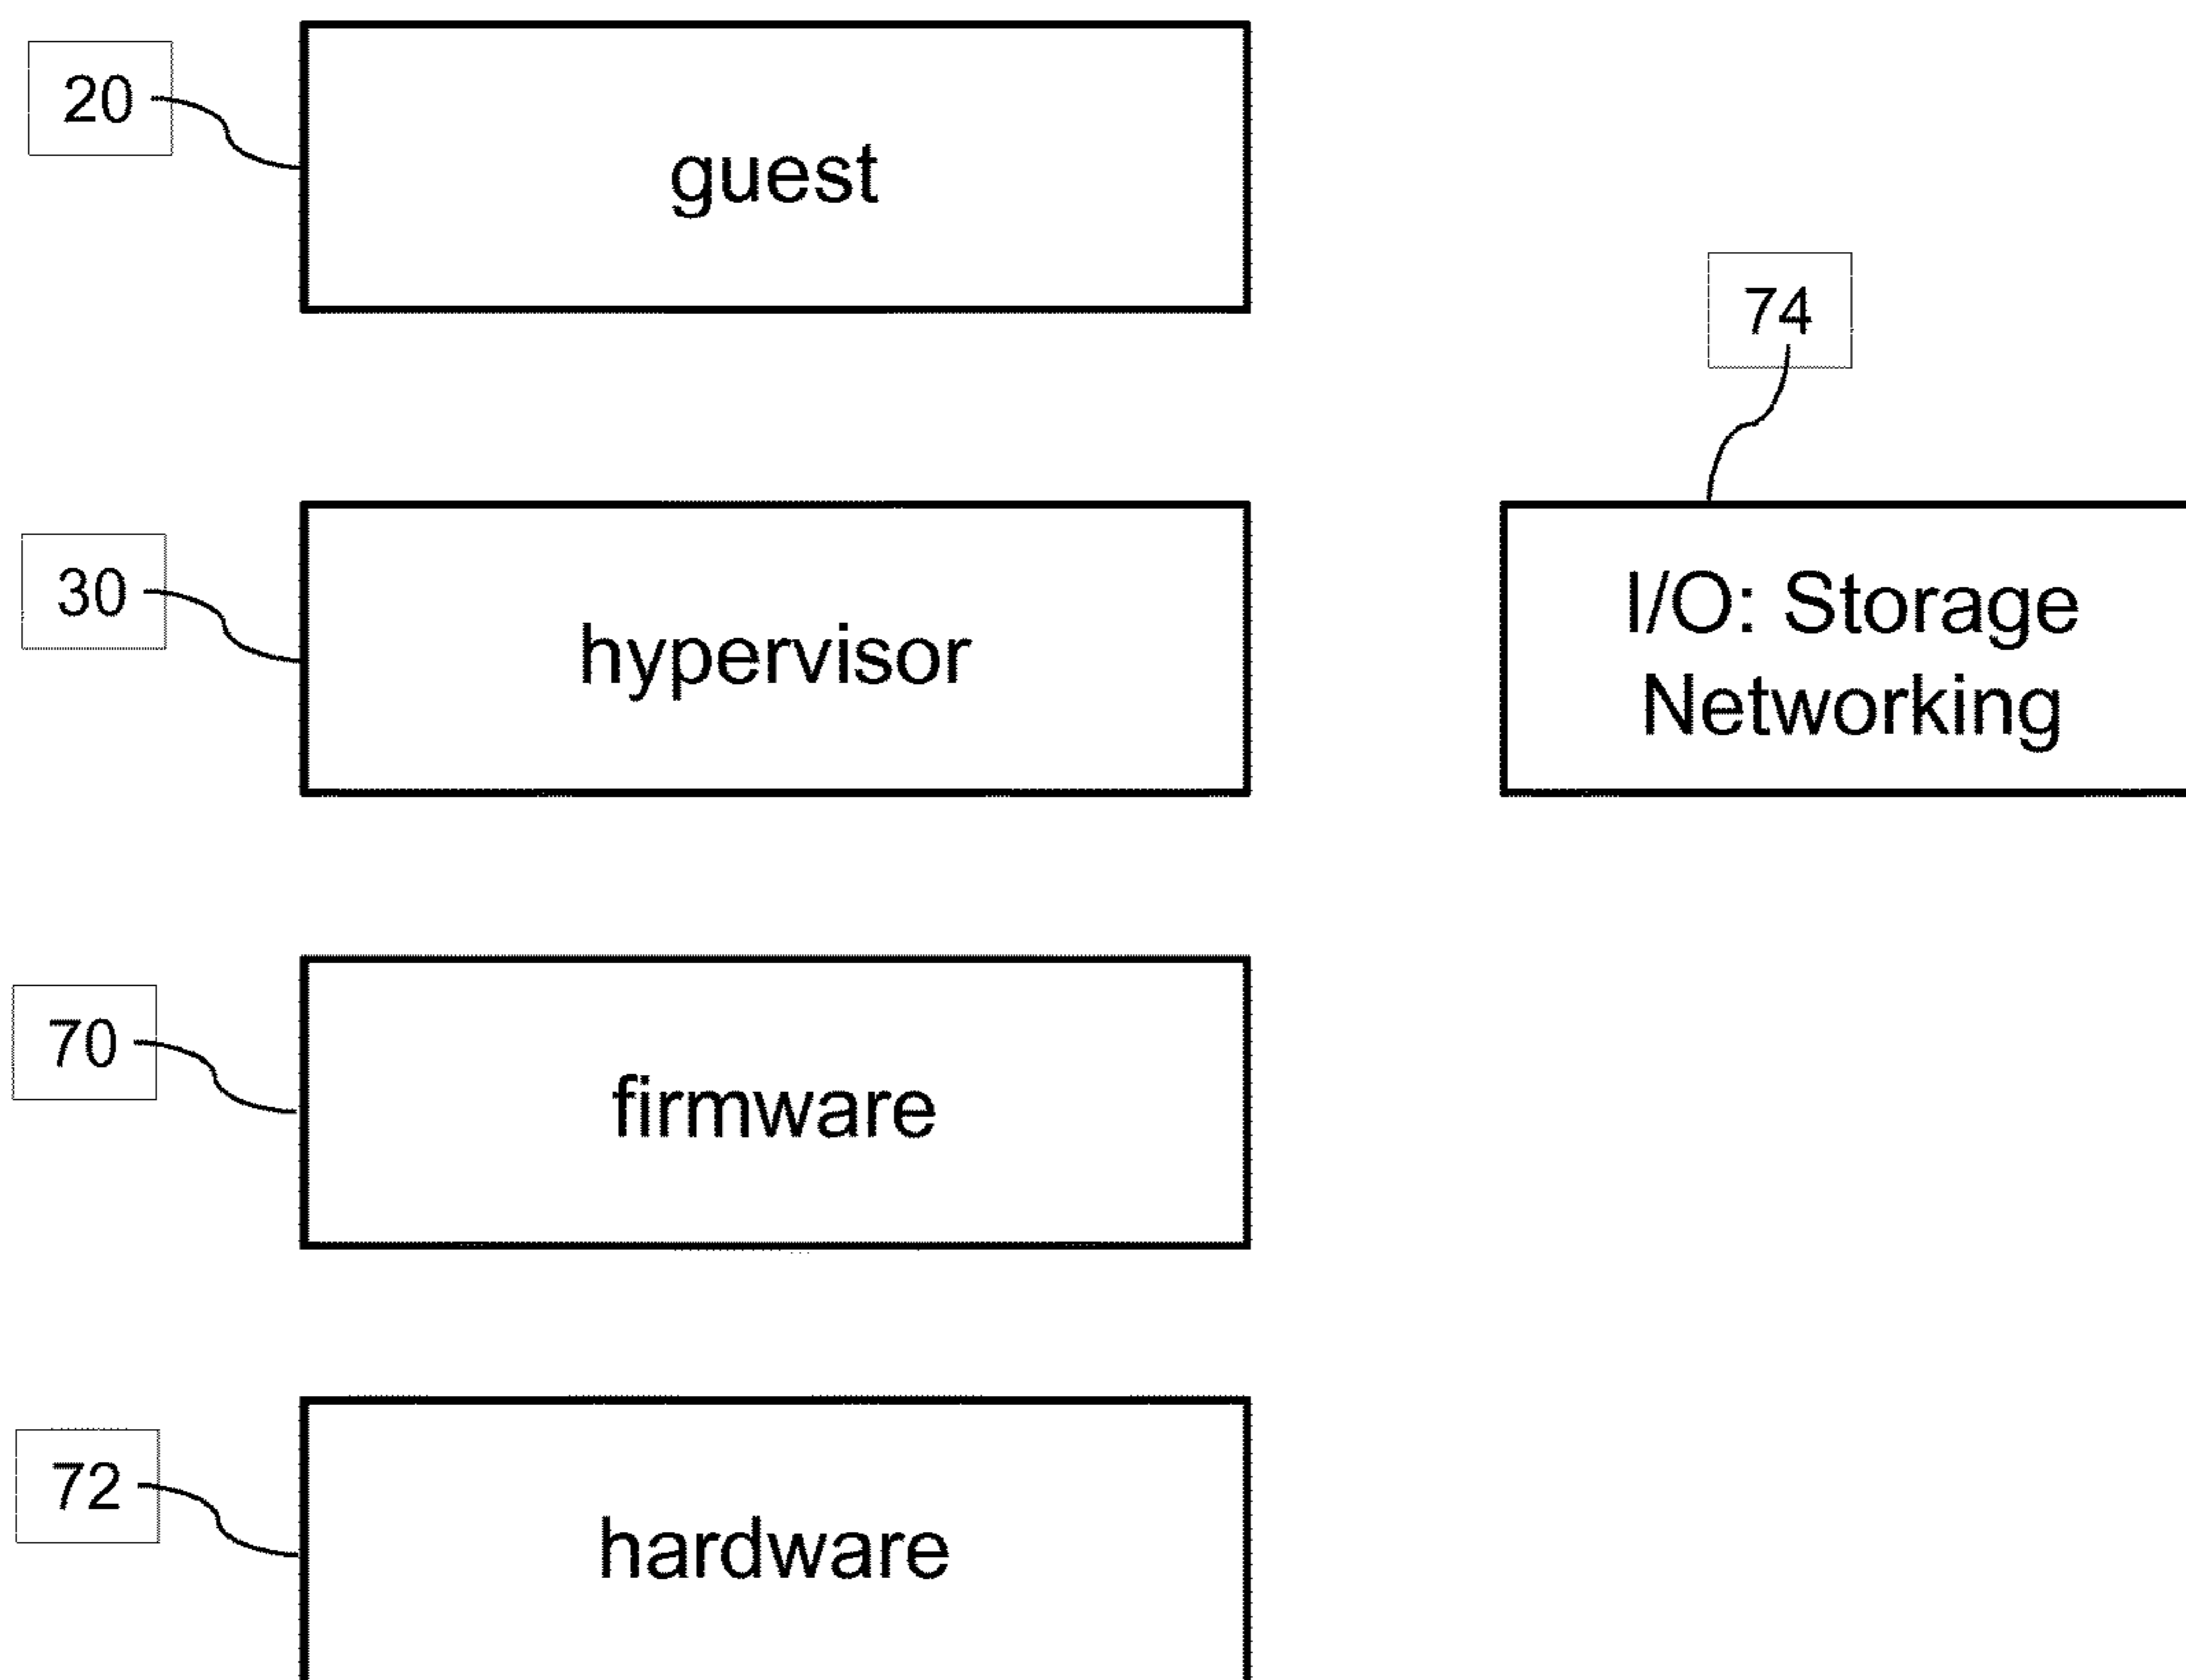 20
guest
74
30
hypervisor
I/O: Storage
Networking
70
firmware
72
hardware